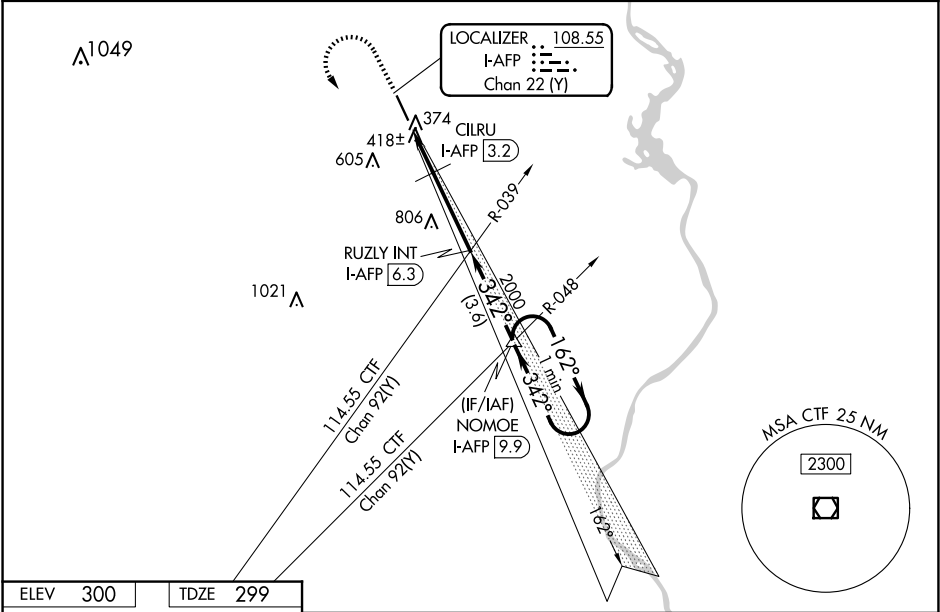 1049
LOCALIZER 108.55
I-AFP
Chan 22 (Y)
374
418±
CILRU
I-AFP 3.2
605
R-039
806
RUZLY INT
I-AFP 6.3
2000
R-048
342°
(3.6)
1021
162°
1 min
342°
(IF/IAF)
NOMOE
I-AFP 9.9
114.55 CTF
Chan 92(Y)
114.55 CTF
Chan 92(Y)
MSA CTF 25 NM
2300
162°
ELEV 300
TDZE 299